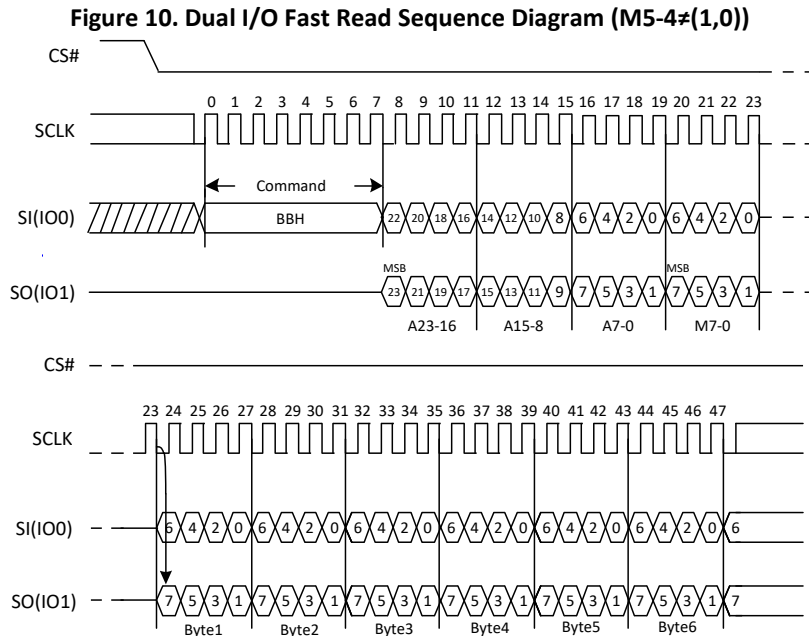 Figure 10. Dual I/O Fast Read Sequence Diagram (M5-4≠(1,0))
CS#
0 1 2 3 4 5 6 7 8 9 10 11 12 13 14 15 16 17 18 19 20 21 22 23
SCLK
Command
SI(IO0) BBH 22 20 18 16 14 12 10 8 6 4 2 0 6 4 2 0
MSB MSB
SO(IO1) 23 21 19 17 15 13 11 9 7 5 3 1 7 5 3 1
A23-16 A15-8 A7-0 M7-0
CS#
23 24 25 26 27 28 29 30 31 32 33 34 35 36 37 38 39 40 41 42 43 44 45 46 47
SCLK
SI(IO0) 6 4 2 0 6 4 2 0 6 4 2 0 6 4 2 0 6 4 2 0 6 4 2 0 6
SO(IO1) 7 5 3 1 7 5 3 1 7 5 3 1 7 5 3 1 7 5 3 1 7 5 3 1 7
Byte1 Byte2 Byte3 Byte4 Byte5 Byte6